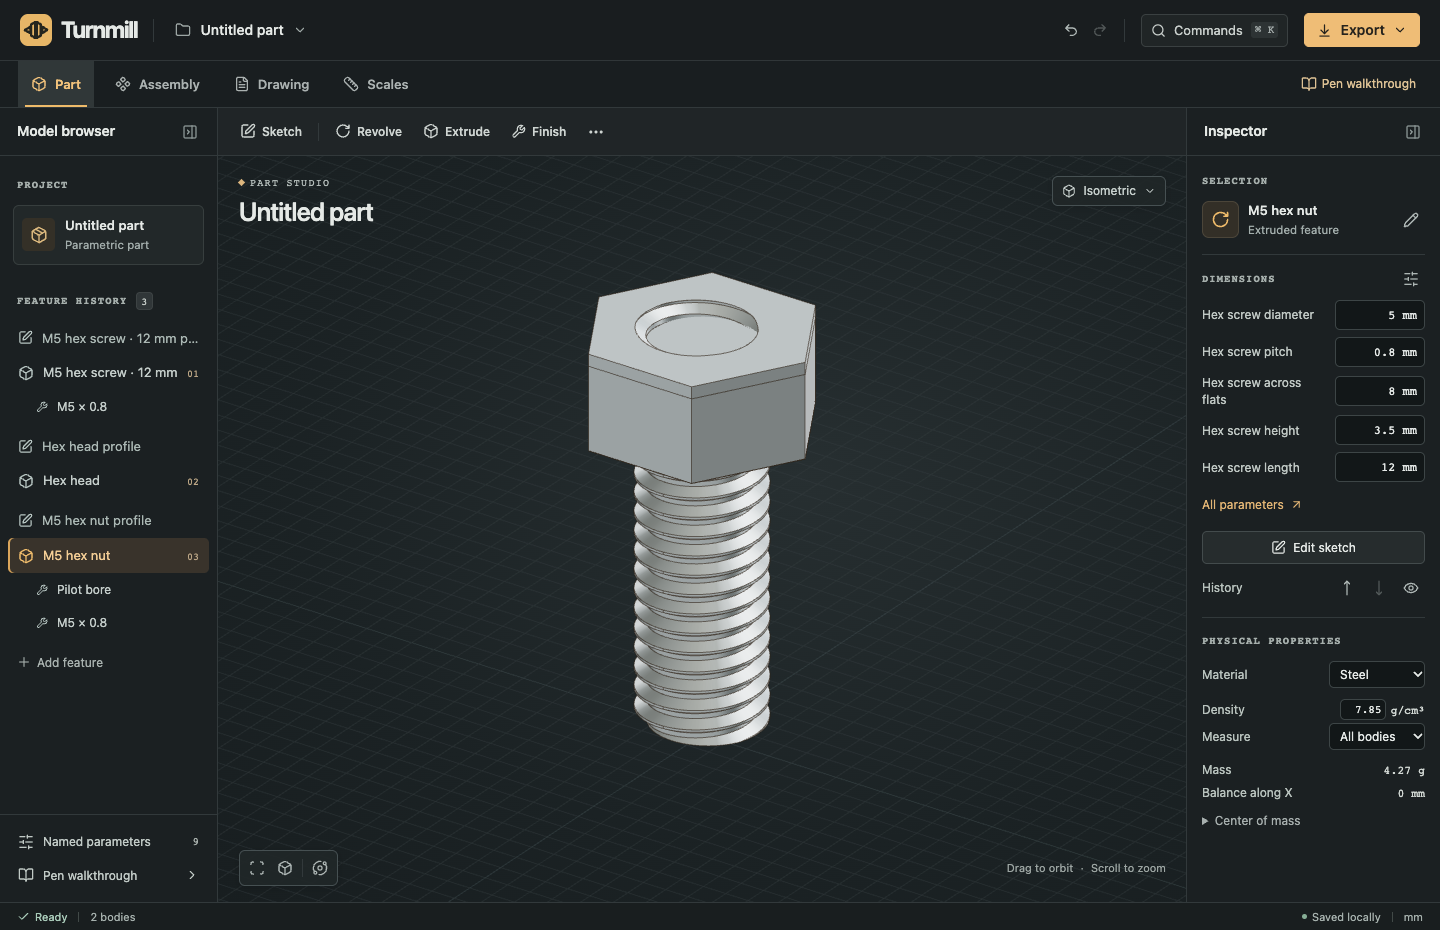 Turnmill
Untitled part
Commands ⌘ K
Export
Part
Assembly
Drawing
Scales
Pen walkthrough
Model browser
Sketch
Revolve
Extrude
Finish
Inspector
PROJECT
Untitled part
Parametric part
FEATURE HISTORY 3
M5 hex screw · 12 mm p...
M5 hex screw · 12 mm 01
M5 × 0.8
Hex head profile
Hex head 02
M5 hex nut profile
M5 hex nut 03
Pilot bore
M5 × 0.8
Add feature
Named parameters 9
Pen walkthrough
PART STUDIO
Untitled part
Isometric
Drag to orbit · Scroll to zoom
SELECTION
M5 hex nut
Extruded feature
DIMENSIONS
Hex screw diameter 5 mm
Hex screw pitch 0.8 mm
Hex screw across
flats 8 mm
Hex screw height 3.5 mm
Hex screw length 12 mm
All parameters
Edit sketch
History
PHYSICAL PROPERTIES
Material Steel
Density 7.85 g/cm³
Measure All bodies
Mass 4.27 g
Balance along X 0 mm
Center of mass
Ready
2 bodies
Saved locally
mm